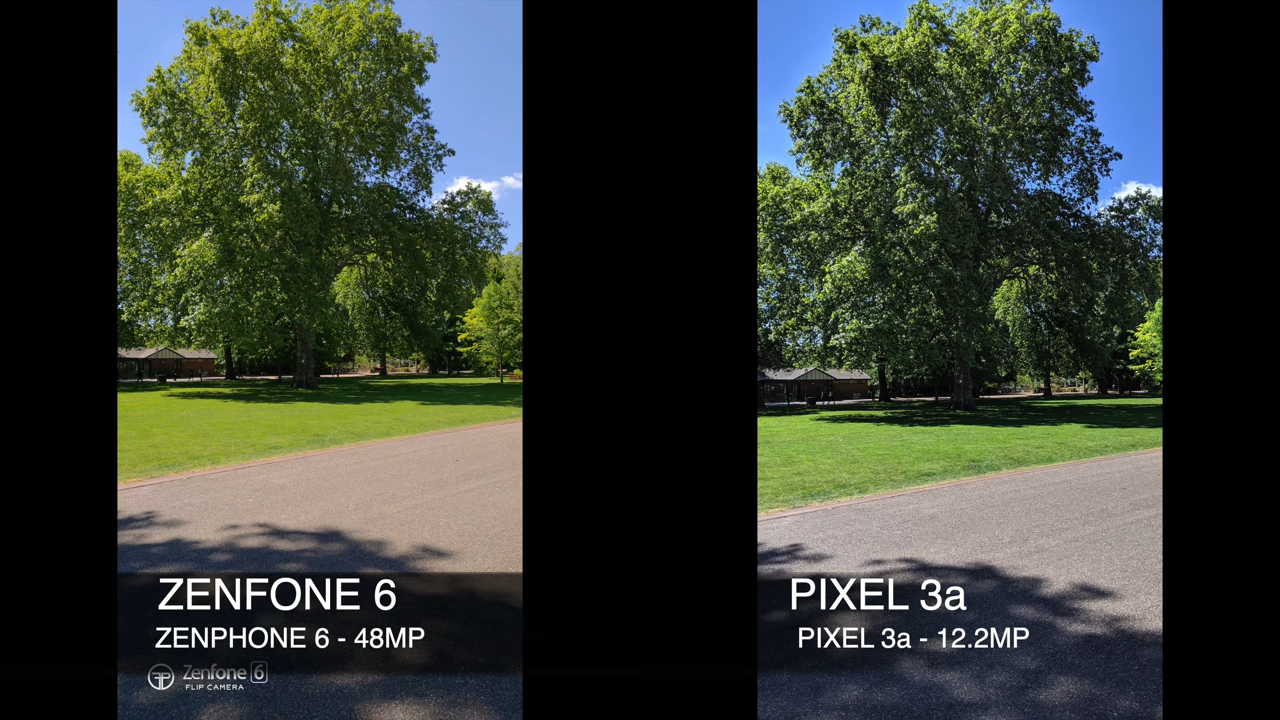 ZENFONE 6
ZENPHONE 6 - 48MP
Zenfone 6
FLIP CAMERA
PIXEL 3a
PIXEL 3a - 12.2MP